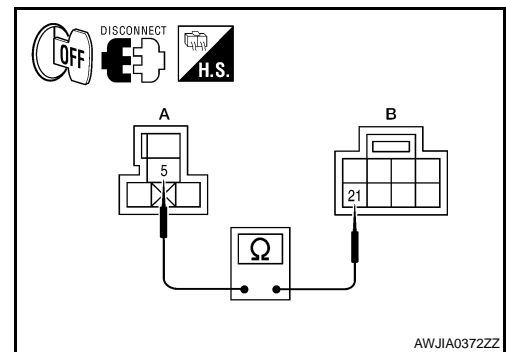 OFF
DISCONNECT
H.S.
A
B
5
21
Ω
AWJIA0372ZZ